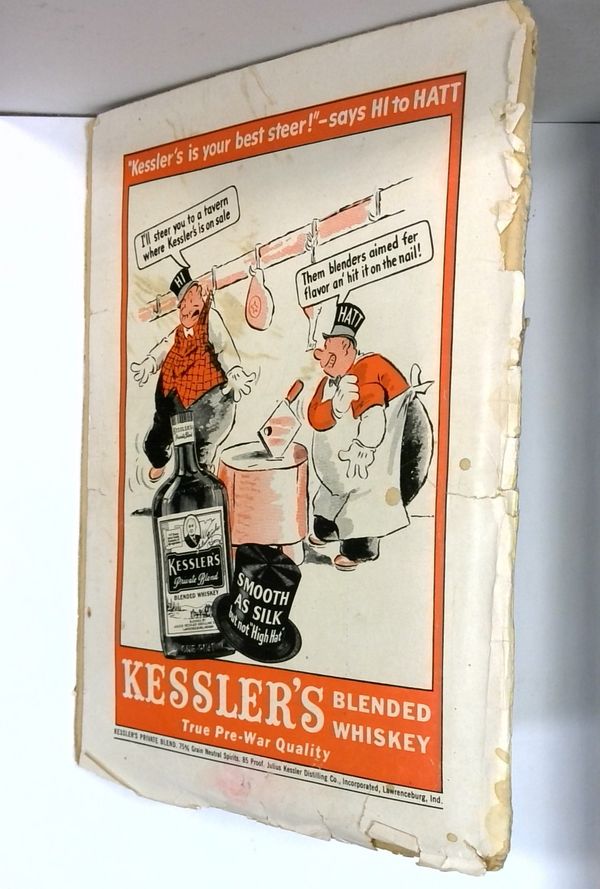 "Kessler's is your best steer!"-says HI to HATT
I'll steer you to a tavern
where Kessler's is on sale
HI
Them blenders aimed fer
flavor an' hit it on the nail!
HATT
KESSLER'S
Private Blend
BLENDED WHISKEY
SMOOTH
AS SILK
but not "High Hat"
KESSLER'S BLENDED
WHISKEY
True Pre-War Quality
KESSLER'S PRIVATE BLEND. 75% Grain Neutral Spirits. 85 Proof. Julius Kessler Distilling Co., Incorporated, Lawrenceburg, Ind.